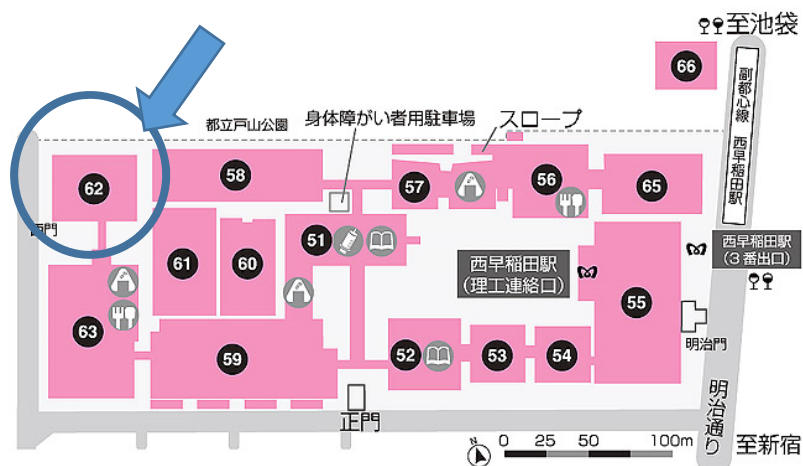 至池袋
66
副都心線 西早稲田駅
都立戸山公園
身体障がい者用駐車場
スロープ
62
58
57
56
65
西門
51
61
60
西早稲田駅
(理工連絡口)
西早稲田駅
(3番出口)
55
63
59
52
53
54
明治門
正門
明治通り
N
0 25 50 100m
至新宿